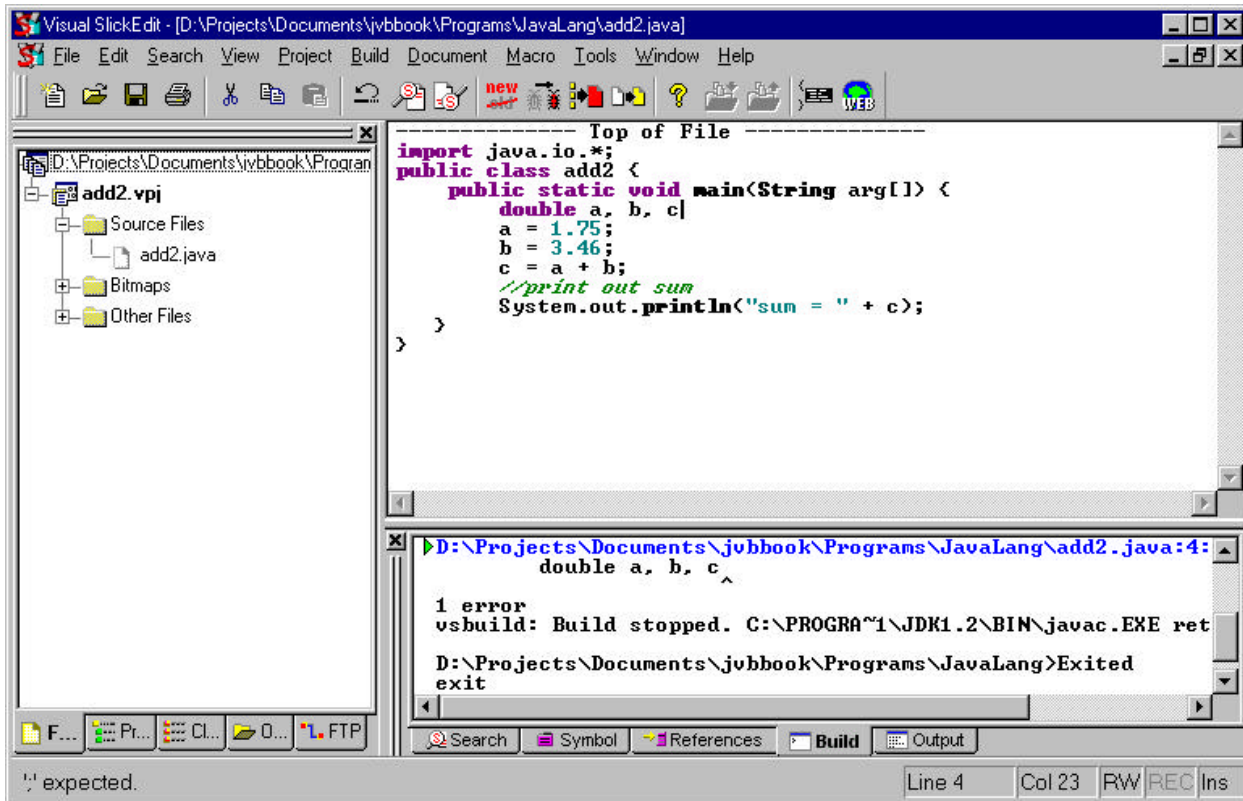 Visual SlickEdit - [D:\Projects\Documents\jvbbook\Programs\JavaLang\add2.java]
File Edit Search View Project Build Document Macro Tools Window Help
new
old
WEB
D:\Projects\Documents\jvbbook\Progran
add2.vpj
Source Files
add2.java
Bitmaps
Other Files
F... Pr... Cl... O... FTP
-------------- Top of File --------------
import java.io.*;
public class add2 {
    public static void main(String arg[]) {
        double a, b, c
        a = 1.75;
        b = 3.46;
        c = a + b;
        //print out sum
        System.out.println("sum = " + c);
   }
}
D:\Projects\Documents\jvbbook\Programs\JavaLang\add2.java:4:
        double a, b, c
^
1 error
vsbuild: Build stopped. C:\PROGRA~1\JDK1.2\BIN\javac.EXE ret
D:\Projects\Documents\jvbbook\Programs\JavaLang>Exited
exit
Search Symbol References Build Output
';' expected. Line 4 Col 23 RW REC Ins